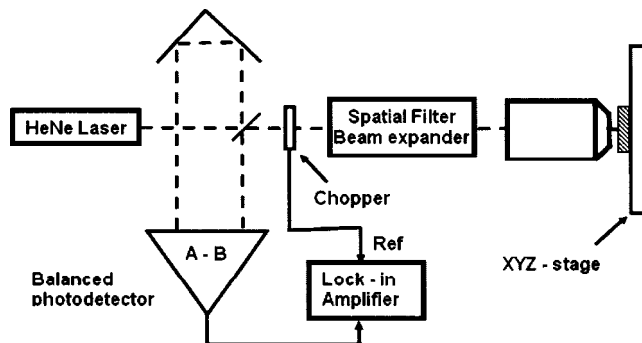 HeNe Laser
Spatial Filter
Beam expander
Chopper
A - B
Ref
XYZ - stage
Balanced
photodetector
Lock - in
Amplifier